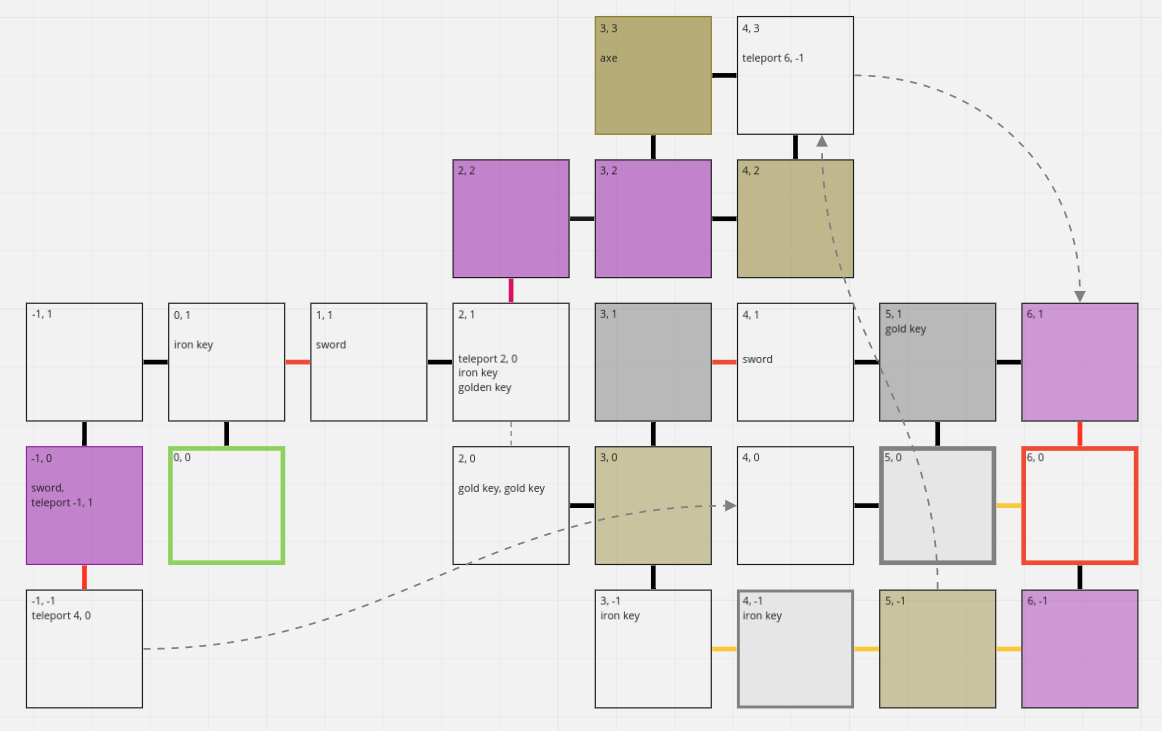 3, 3
axe
4, 3
teleport 6, -1
2, 2
3, 2
4, 2
-1, 1
0, 1
iron key
1, 1
sword
2, 1
teleport 2, 0
iron key
golden key
3, 1
4, 1
sword
5, 1
gold key
6, 1
-1, 0
sword,
teleport -1, 1
0, 0
2, 0
gold key, gold key
3, 0
4, 0
5, 0
6, 0
-1, -1
teleport 4, 0
3, -1
iron key
4, -1
iron key
5, -1
6, -1